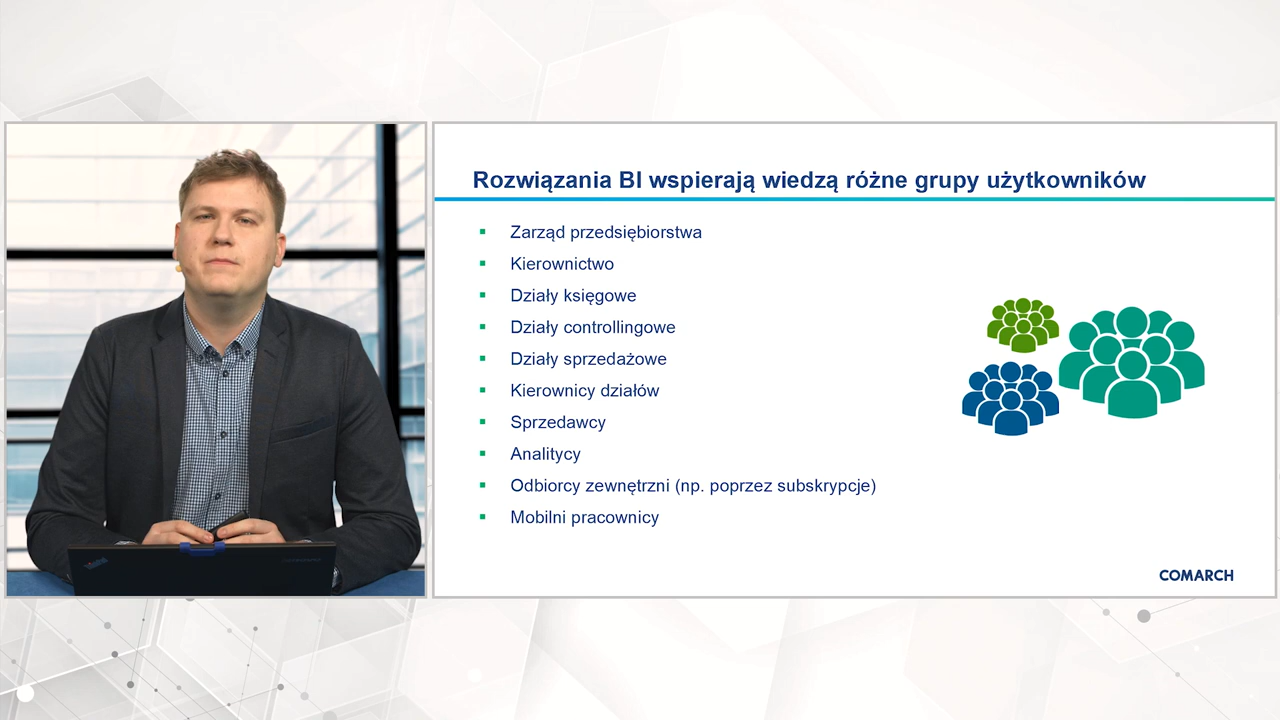 Rozwiązania BI wspierają wiedzą różne grupy użytkowników
Zarząd przedsiębiorstwa
Kierownictwo
Działy księgowe
Działy controllingowe
Działy sprzedażowe
Kierownicy działów
Sprzedawcy
Analitycy
Odbiorcy zewnętrzni (np. poprzez subskrypcje)
Mobilni pracownicy
COMARCH